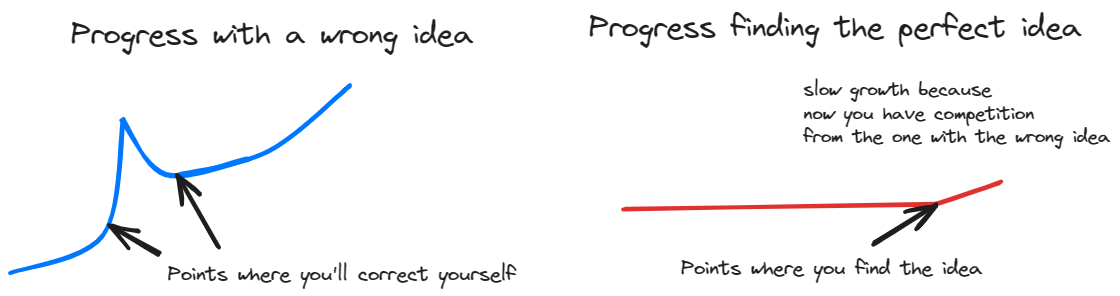 Progress with a wrong idea
Points where you'll correct yourself
Progress finding the perfect idea
slow growth because
now you have competition
from the one with the wrong idea
Points where you find the idea